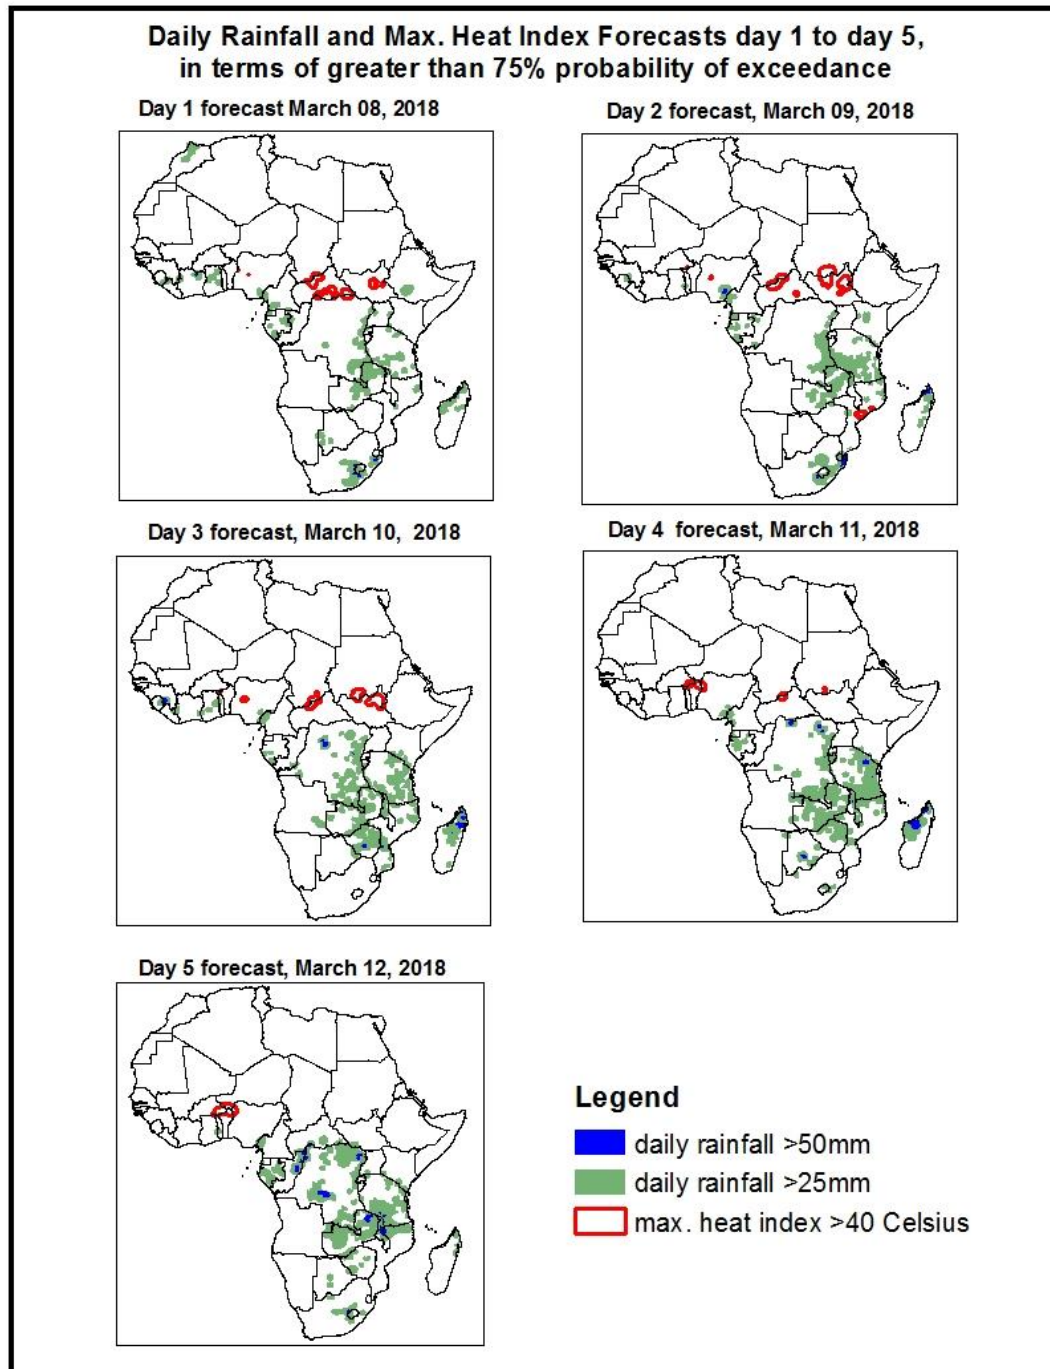 Daily Rainfall and Max. Heat Index Forecasts day 1 to day 5,
in terms of greater than 75% probability of exceedance
Day 1 forecast March 08, 2018
Day 2 forecast, March 09, 2018
Day 3 forecast, March 10, 2018
Day 4 forecast, March 11, 2018
Day 5 forecast, March 12, 2018
Legend
daily rainfall >50mm
daily rainfall >25mm
max. heat index >40 Celsius